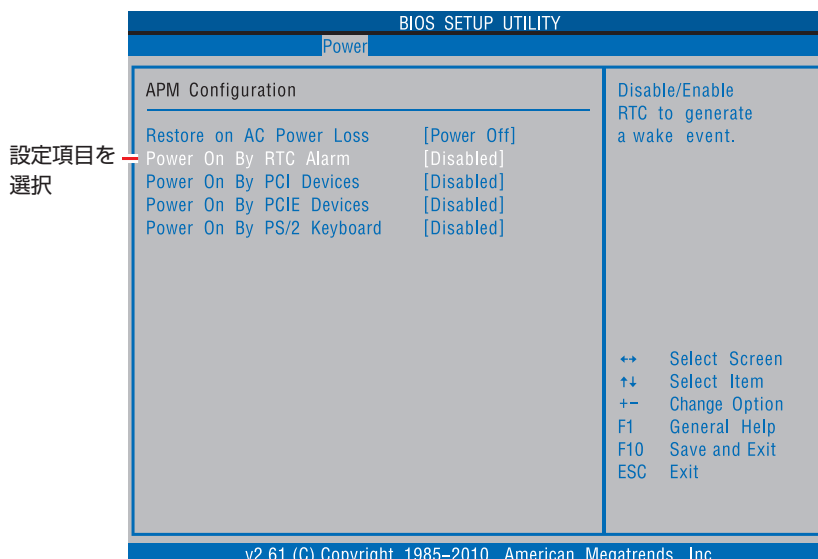 BIOS SETUP UTILITY
Power
APM Configuration
Restore on AC Power Loss [Power Off]
Power On By RTC Alarm [Disabled]
Power On By PCI Devices [Disabled]
Power On By PCIE Devices [Disabled]
Power On By PS/2 Keyboard [Disabled]
設定項目を
選択
Disable/Enable
RTC to generate
a wake event.
←→ Select Screen
↑↓ Select Item
+− Change Option
F1 General Help
F10 Save and Exit
ESC Exit
v2.61 (C) Copyright 1985–2010, American Megatrends, Inc.